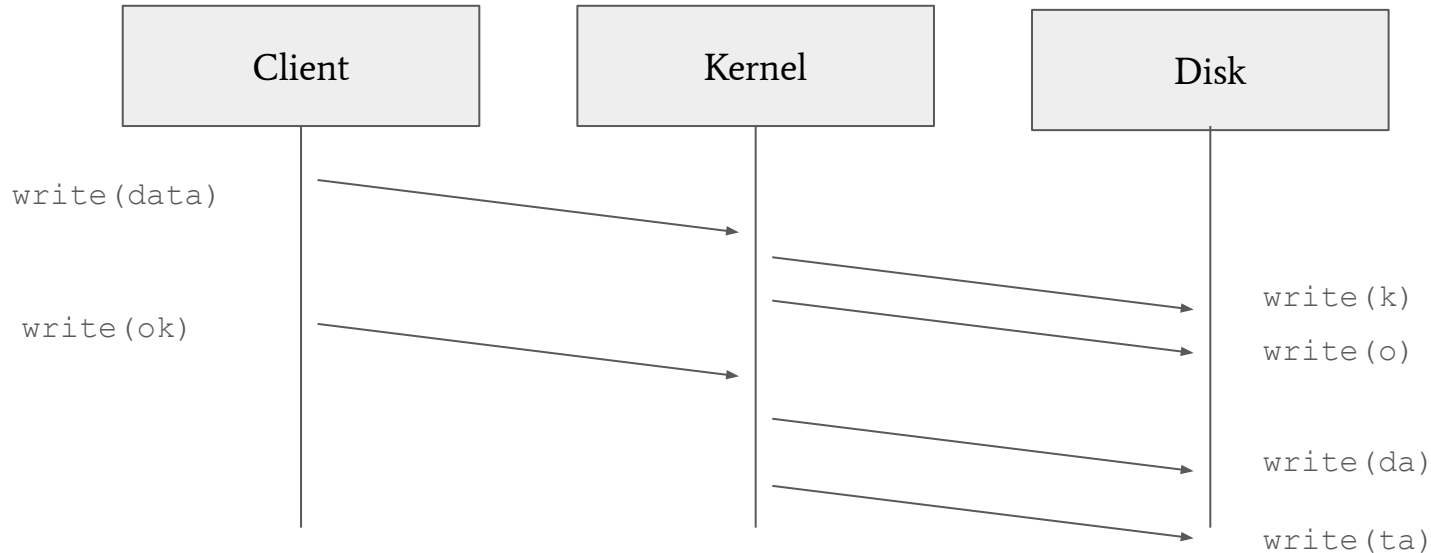 Client
Kernel
Disk
write(data)
write(k)
write(ok)
write(o)
write(da)
write(ta)